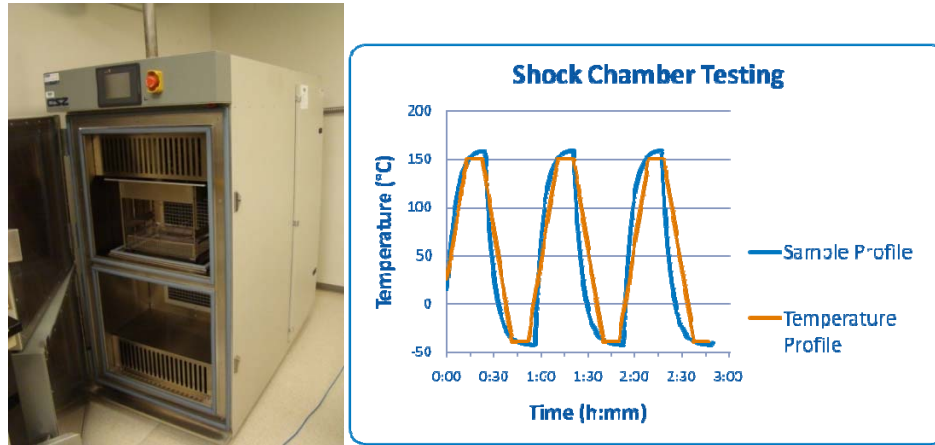 Shock Chamber Testing
200
150
100
50
0
-50
Temperature (°C)
0:00 0:30 1:00 1:30 2:00 2:30 3:00
Time (h:mm)
Sample Profile
Temperature
Profile